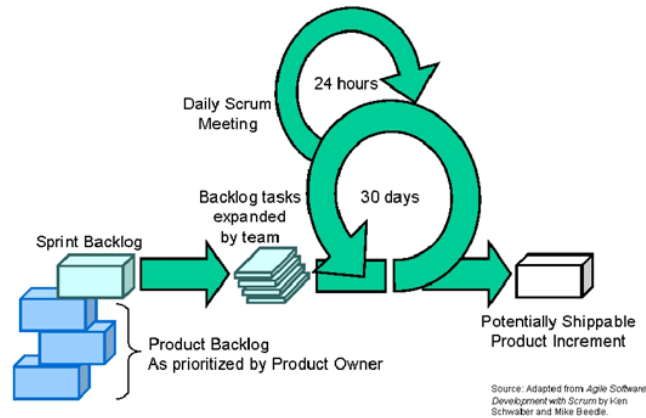 24 hours
Daily Scrum
Meeting
30 days
Backlog tasks
expanded
by team
Sprint Backlog
Product Backlog
As prioritized by Product Owner
Potentially Shippable
Product Increment
Source: Adapted from Agile Software
Development with Scrum by Ken
Schwaber and Mike Beedle.